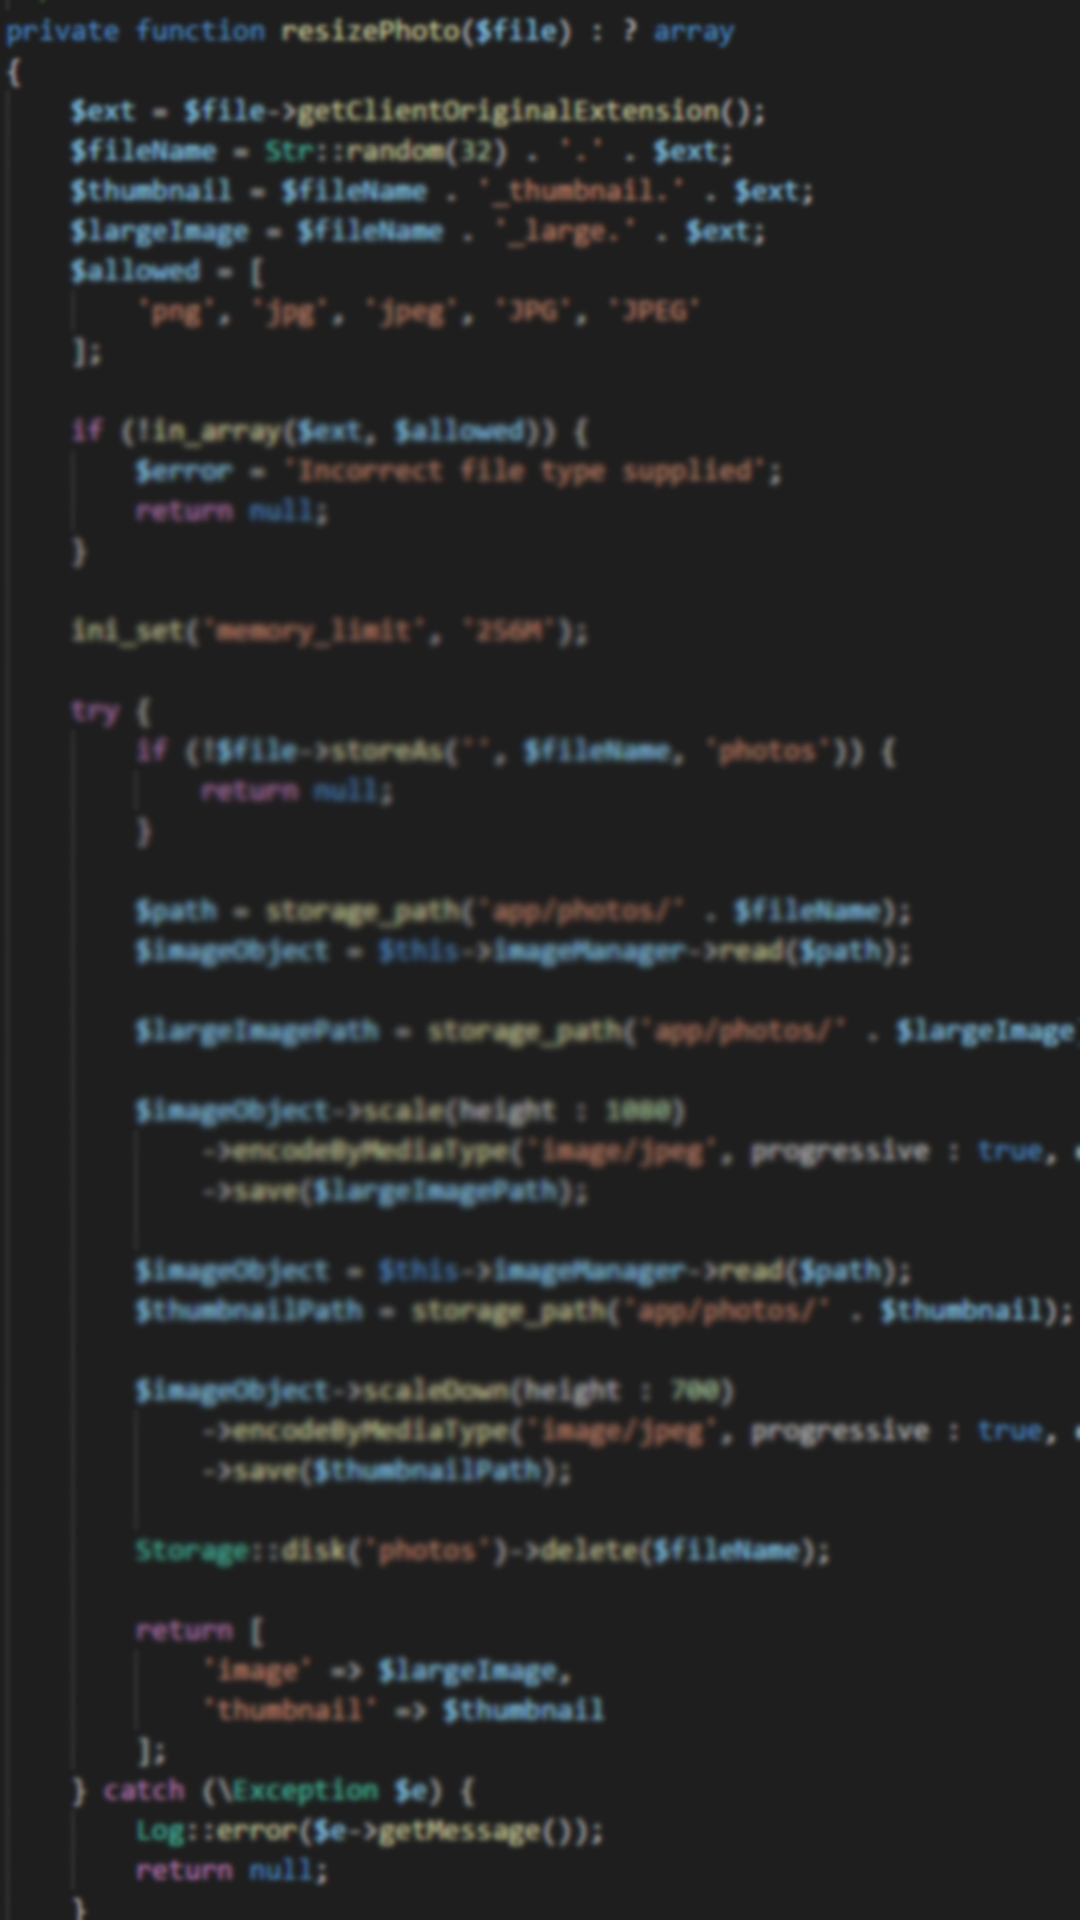 private function resizePhoto($file) : ? array
{
$ext = $file->getClientOriginalExtension();
$fileName = Str::random(32) . '.' . $ext;
$thumbnail = $fileName . '_thumbnail.' . $ext;
$largeImage = $fileName . '_large.' . $ext;
$allowed = [
'png', 'jpg', 'jpeg', 'JPG', 'JPEG'
];
if (!in_array($ext, $allowed)) {
$error = 'Incorrect file type supplied';
return null;
}
ini_set('memory_limit', '256M');
try {
if (!$file->storeAs('', $fileName, 'photos')) {
return null;
}
$path = storage_path('app/photos/' . $fileName);
$imageObject = $this->imageManager->read($path);
$largeImagePath = storage_path('app/photos/' . $largeImage)
$imageObject->scale(height : 1080)
->encodeByMediaType('image/jpeg', progressive : true,
->save($largeImagePath);
$imageObject = $this->imageManager->read($path);
$thumbnailPath = storage_path('app/photos/' . $thumbnail);
$imageObject->scaleDown(height : 700)
->encodeByMediaType('image/jpeg', progressive : true,
->save($thumbnailPath);
Storage::disk('photos')->delete($fileName);
return [
'image' => $largeImage,
'thumbnail' => $thumbnail
];
} catch (\Exception $e) {
Log::error($e->getMessage());
return null;
}